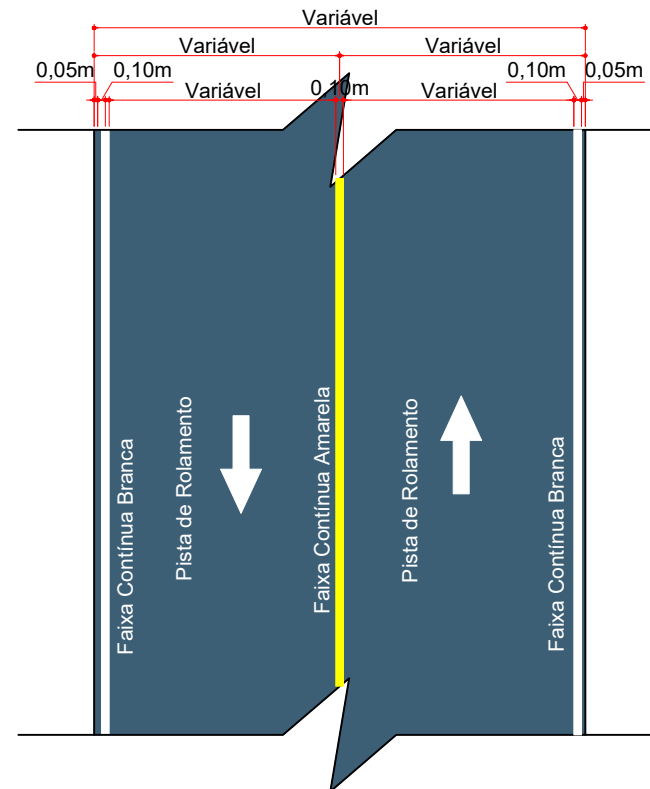 Variável
Variável Variável
0,05m 0,10m Variável 0,10m Variável 0,10m 0,05m
Faixa Contínua Branca
Pista de Rolamento
Faixa Contínua Amarela
Pista de Rolamento
Faixa Contínua Branca